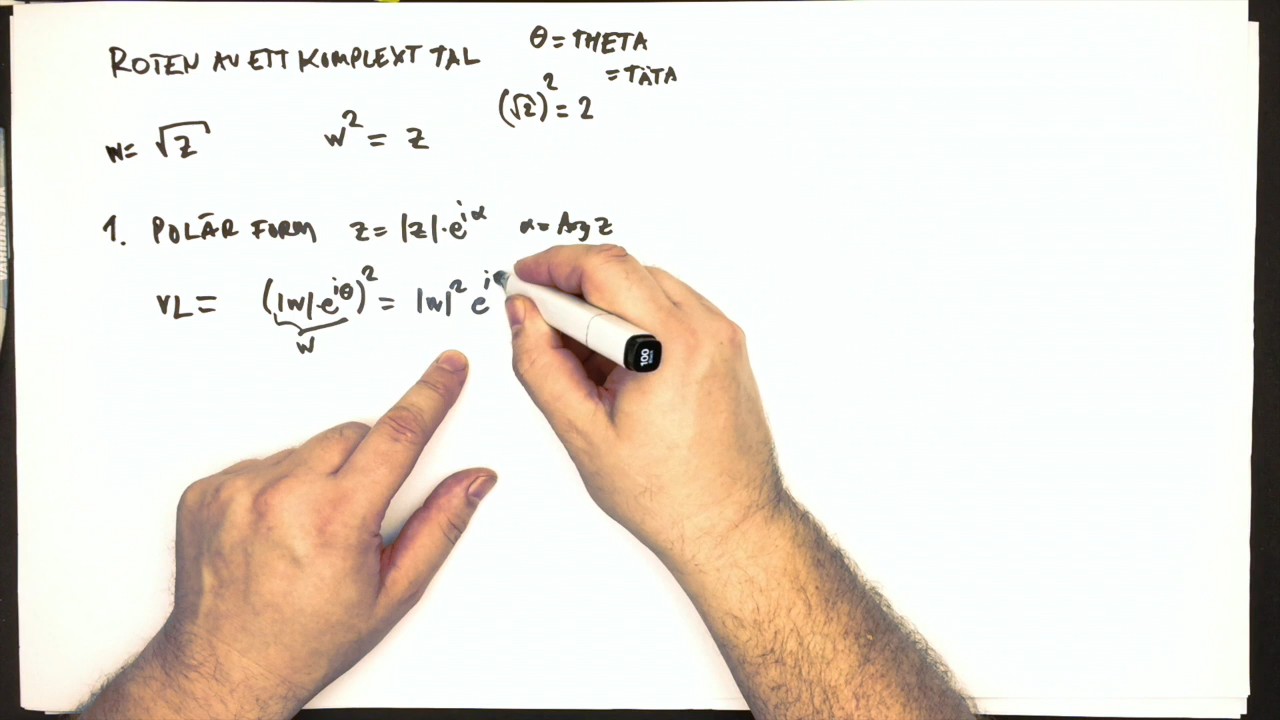 ROTEN AV ETT KOMPLEXT TAL
θ = THETA
= TÄTA
(√2)² = 2
w = √z
w² = z
1. POLÄR FORM z = |z|·e^{iα} α = Arg z
VL = (|w|·e^{iθ})² = |w|² e^{i
w
100